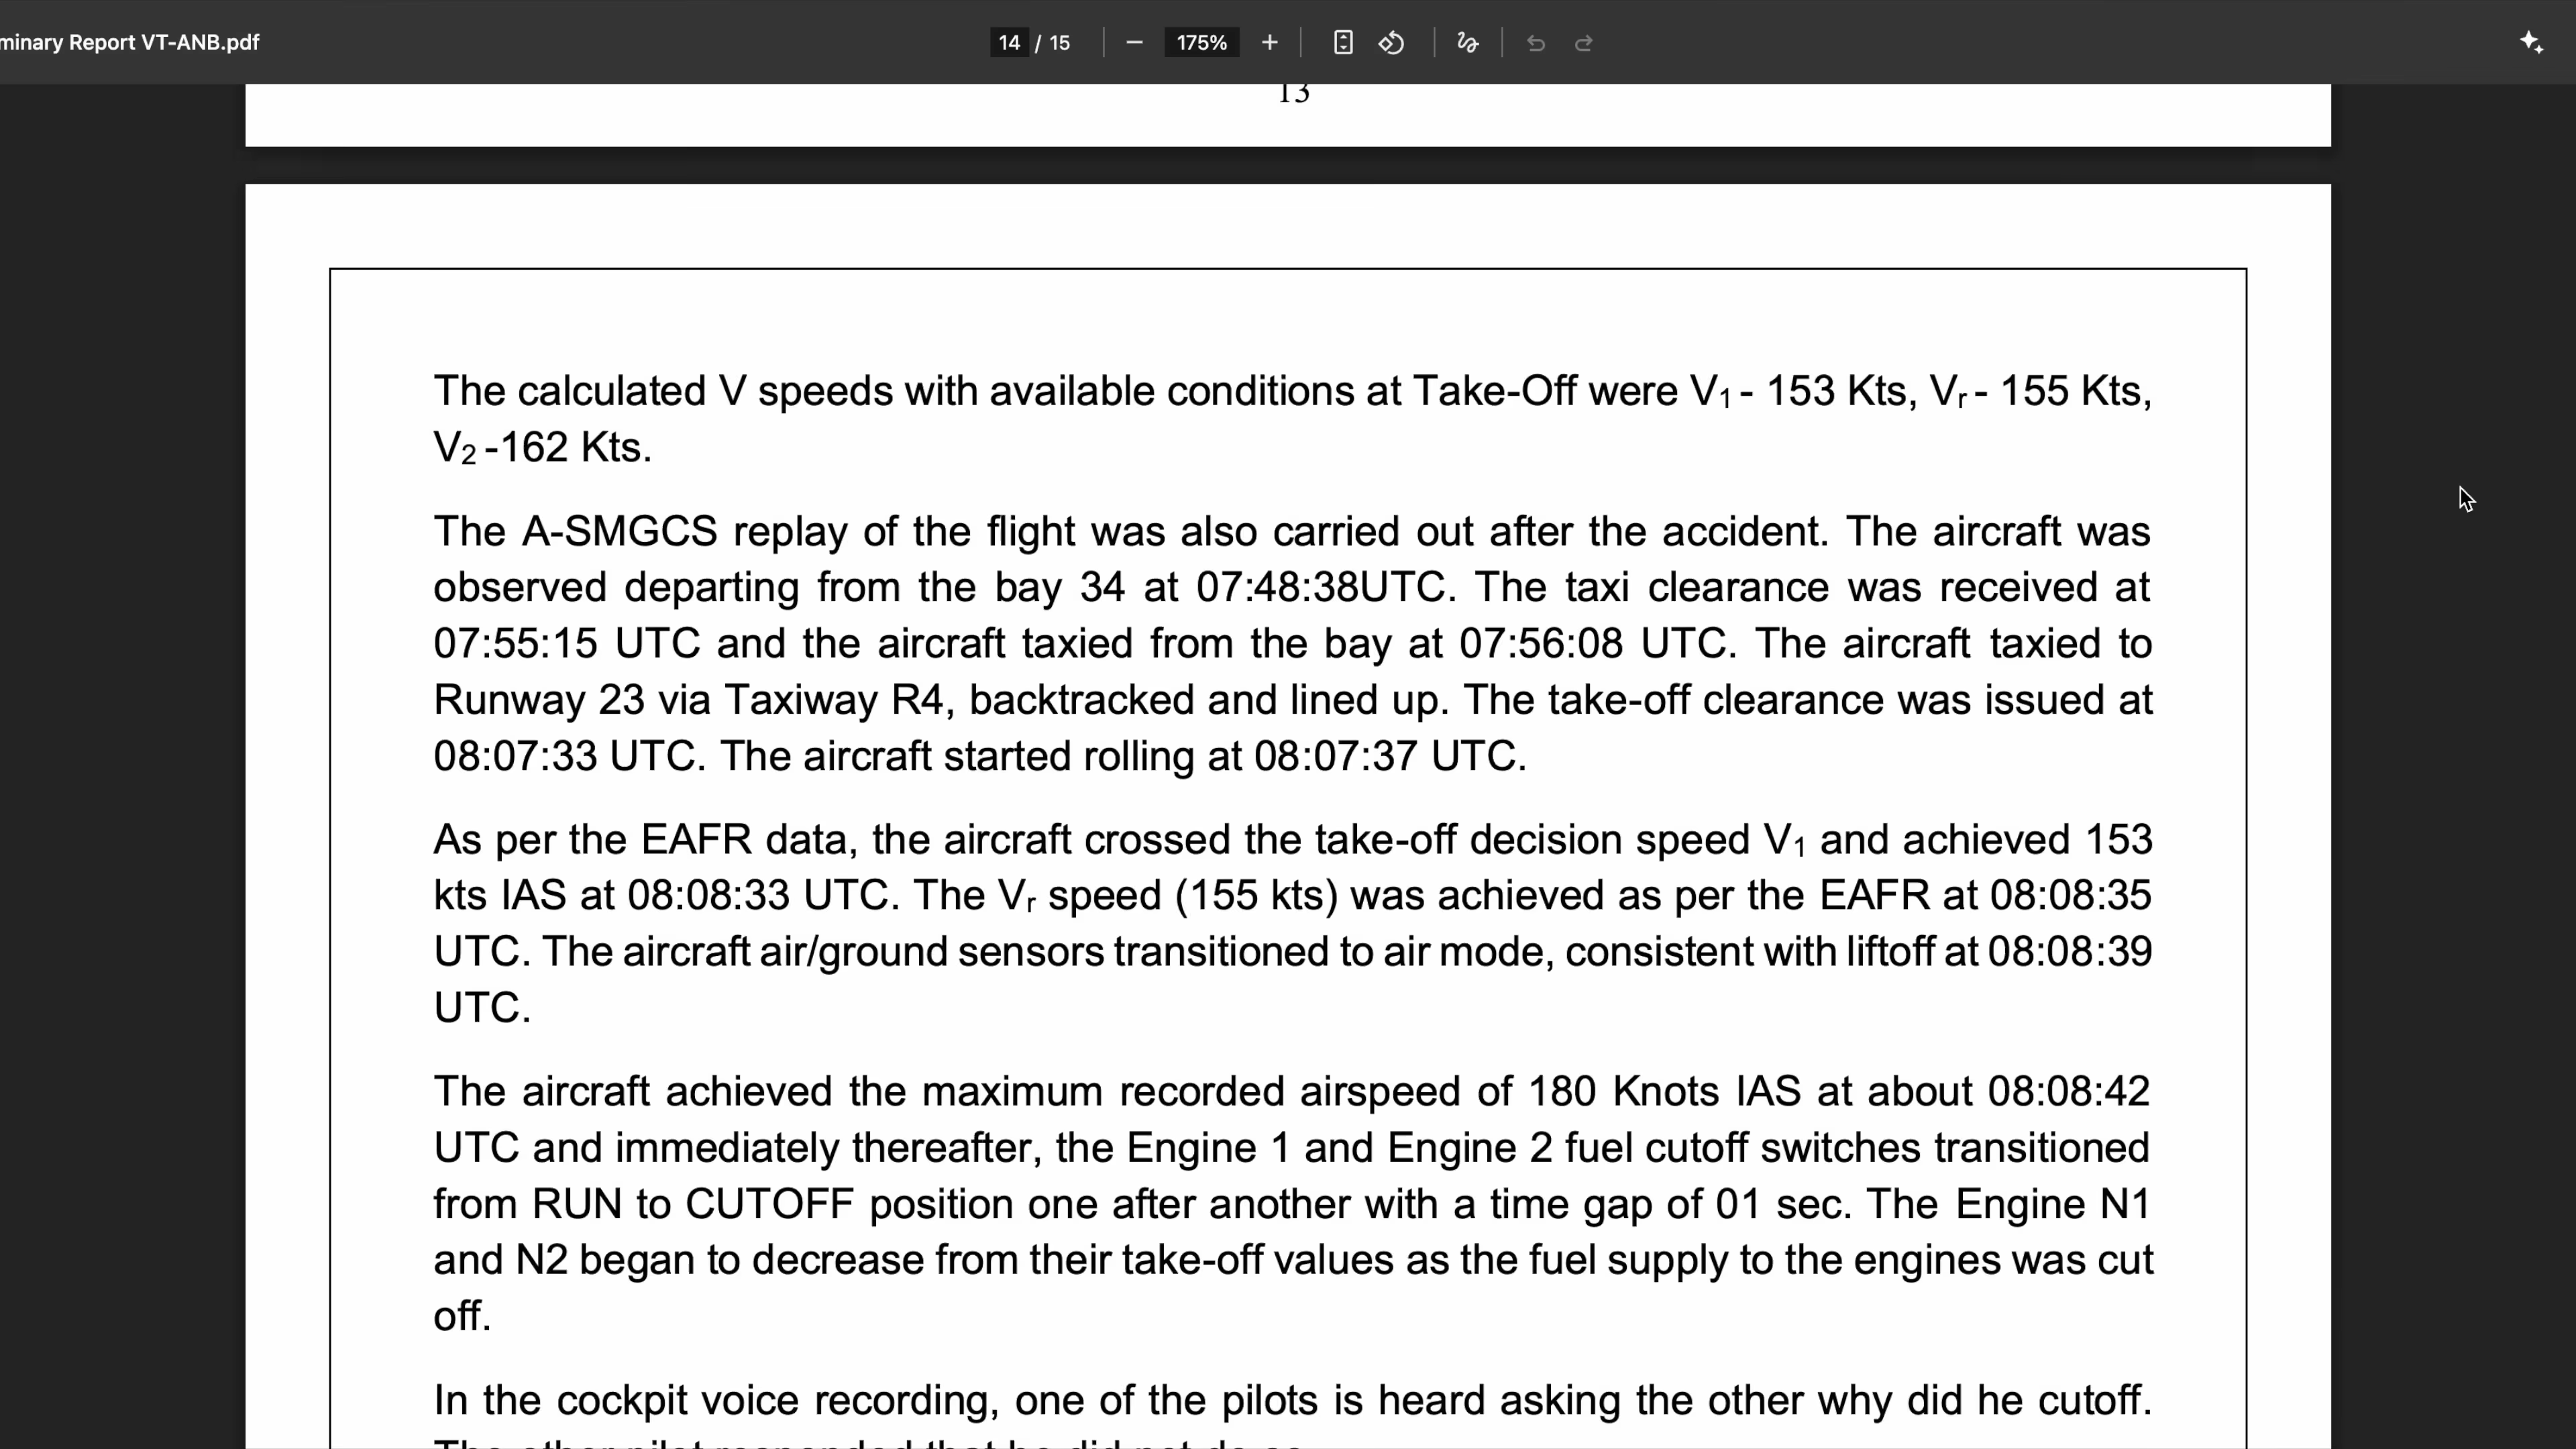 minary Report VT-ANB.pdf
14 / 15
175%
13
The calculated V speeds with available conditions at Take-Off were V₁ - 153 Kts, Vᵣ - 155 Kts,
V₂ -162 Kts.
The A-SMGCS replay of the flight was also carried out after the accident. The aircraft was
observed departing from the bay 34 at 07:48:38UTC. The taxi clearance was received at
07:55:15 UTC and the aircraft taxied from the bay at 07:56:08 UTC. The aircraft taxied to
Runway 23 via Taxiway R4, backtracked and lined up. The take-off clearance was issued at
08:07:33 UTC. The aircraft started rolling at 08:07:37 UTC.
As per the EAFR data, the aircraft crossed the take-off decision speed V₁ and achieved 153
kts IAS at 08:08:33 UTC. The Vᵣ speed (155 kts) was achieved as per the EAFR at 08:08:35
UTC. The aircraft air/ground sensors transitioned to air mode, consistent with liftoff at 08:08:39
UTC.
The aircraft achieved the maximum recorded airspeed of 180 Knots IAS at about 08:08:42
UTC and immediately thereafter, the Engine 1 and Engine 2 fuel cutoff switches transitioned
from RUN to CUTOFF position one after another with a time gap of 01 sec. The Engine N1
and N2 began to decrease from their take-off values as the fuel supply to the engines was cut
off.
In the cockpit voice recording, one of the pilots is heard asking the other why did he cutoff.
The other pilot responded that he did not do so.